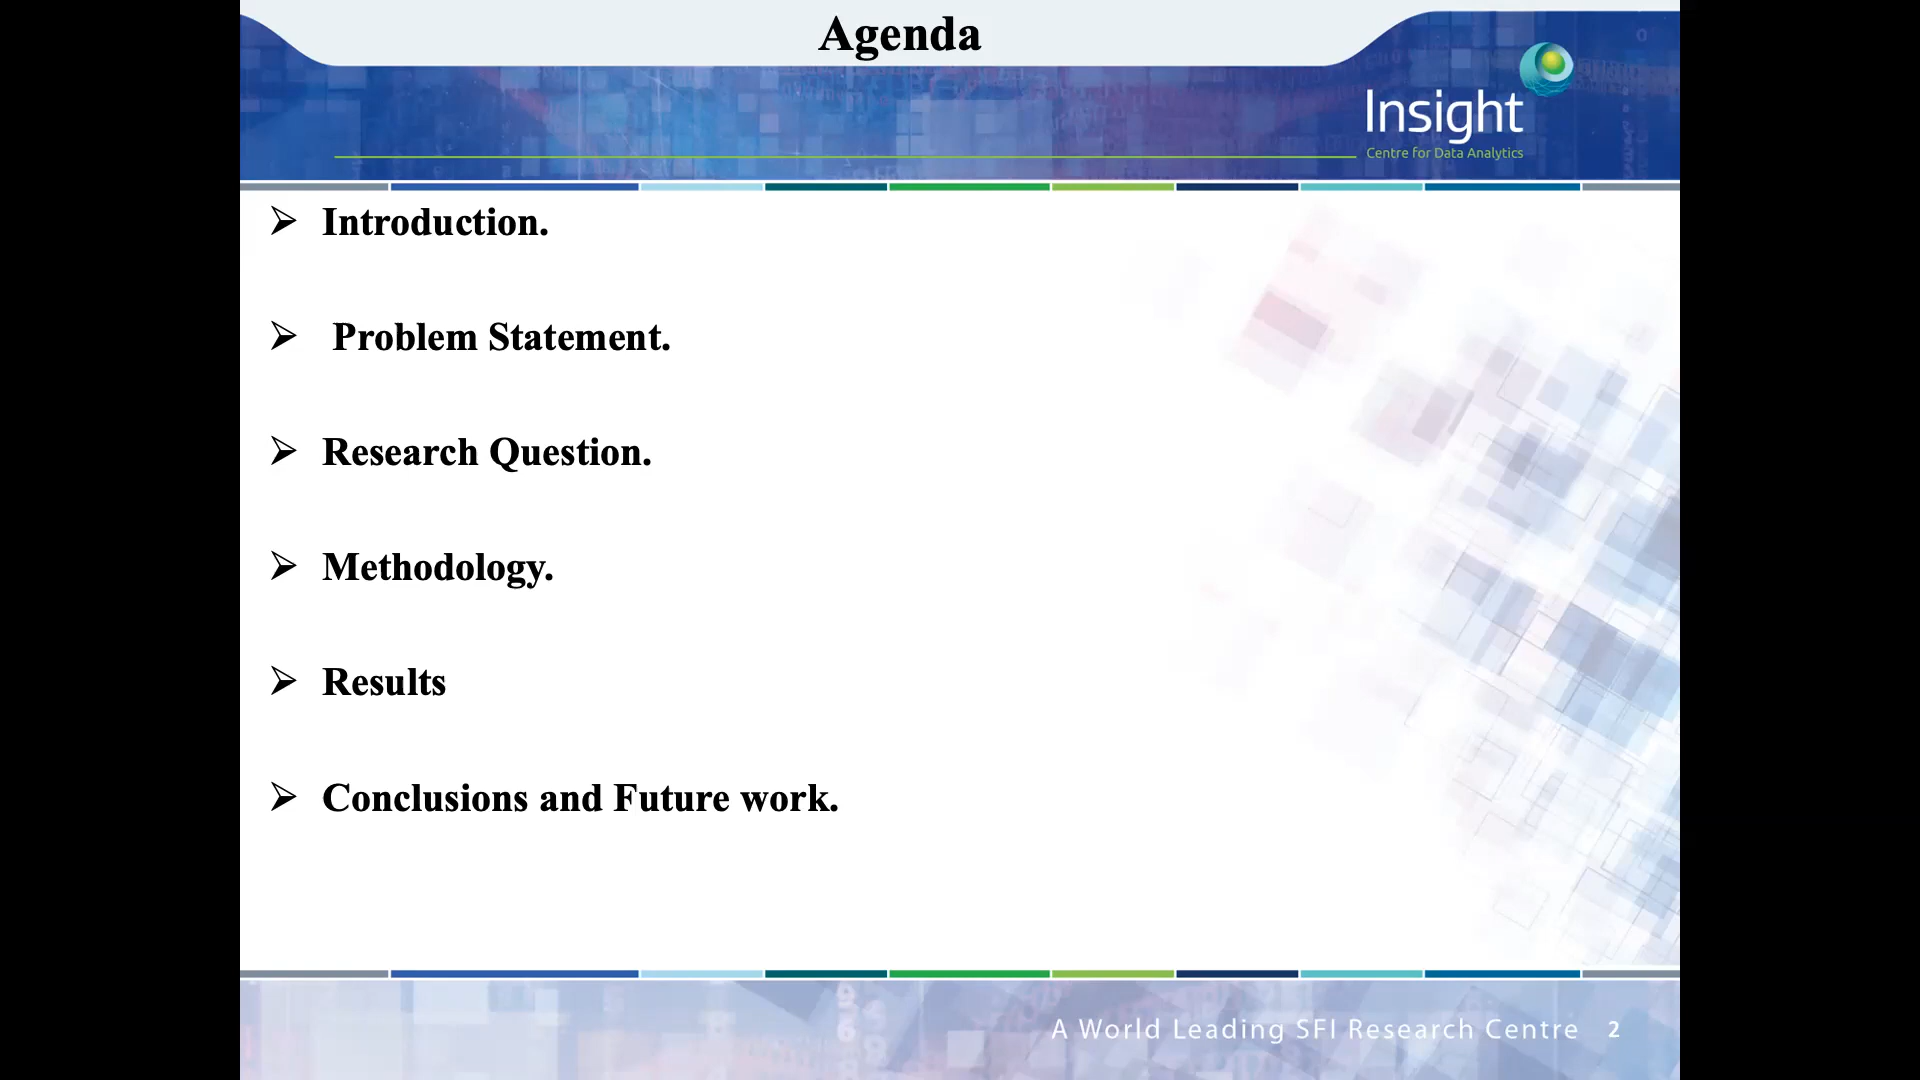 Agenda
Insight
Centre for Data Analytics
➢ Introduction.
➢ Problem Statement.
➢ Research Question.
➢ Methodology.
➢ Results
➢ Conclusions and Future work.
A World Leading SFI Research Centre 2